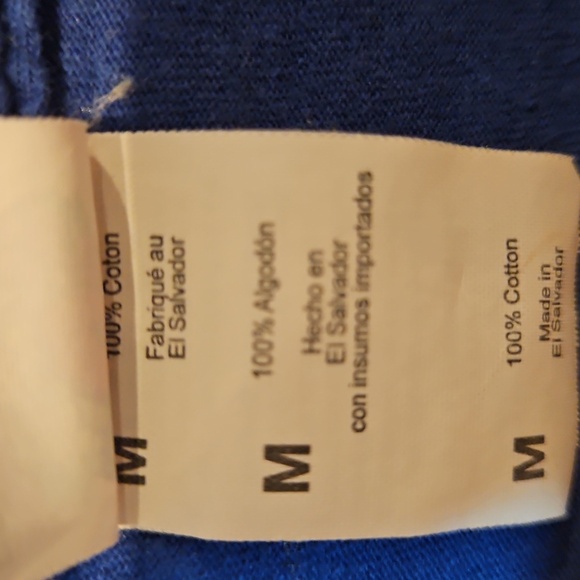 M
100% Coton
Fabriqué au
El Salvador
M
100% Algodón
Hecho en
El Salvador
con insumos importados
M
100% Cotton
Made in
El Salvador